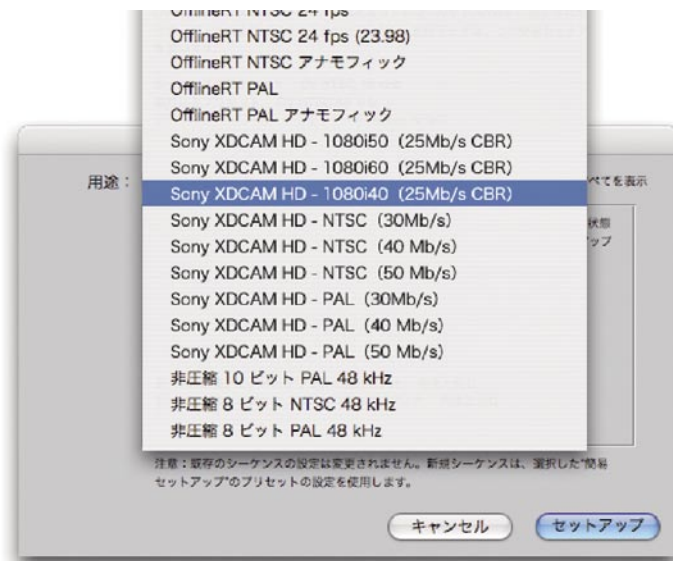 OfflineRT NTSC 24 fps
OfflineRT NTSC 24 fps (23.98)
OfflineRT NTSC アナモフィック
OfflineRT PAL
OfflineRT PAL アナモフィック
Sony XDCAM HD - 1080i50（25Mb/s CBR）
Sony XDCAM HD - 1080i60（25Mb/s CBR）
用途：
Sony XDCAM HD - 1080i40（25Mb/s CBR）
べてを表示
Sony XDCAM HD - NTSC（30Mb/s）
状態
Sony XDCAM HD - NTSC（40 Mb/s）
ップ
Sony XDCAM HD - NTSC（50 Mb/s）
Sony XDCAM HD - PAL（30Mb/s）
Sony XDCAM HD - PAL（40 Mb/s）
Sony XDCAM HD - PAL（50 Mb/s）
非圧縮 10 ビット PAL 48 kHz
非圧縮 8 ビット NTSC 48 kHz
非圧縮 8 ビット PAL 48 kHz
注意：既存のシーケンスの設定は変更されません。新規シーケンスは、選択した"簡易
セットアップ"のプリセットの設定を使用します。
キャンセル
セットアップ